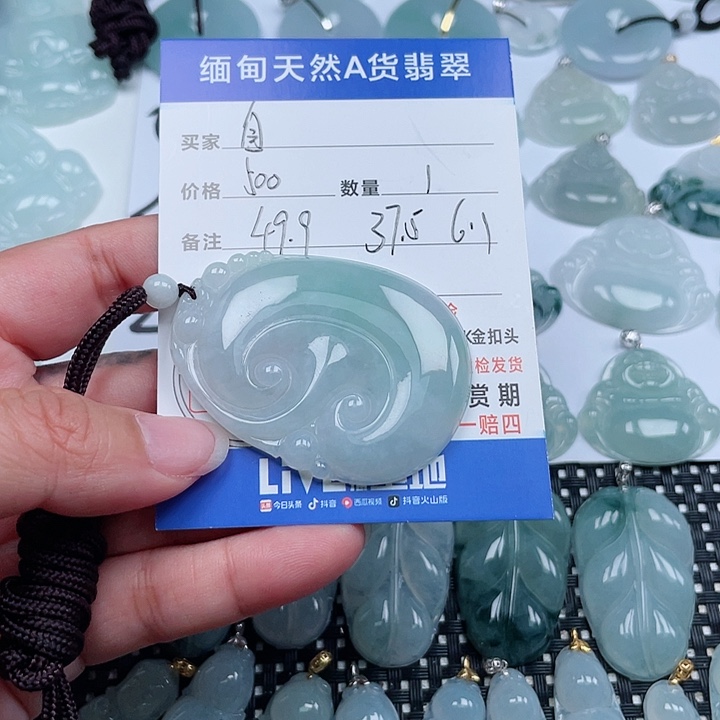 缅甸天然A货翡翠
买家
价格 500 数量 1
备注 49.9 37.5 6.1
金扣头
检发货
赏期
一赔四
今日头条 抖音 西瓜视频 抖音火山版